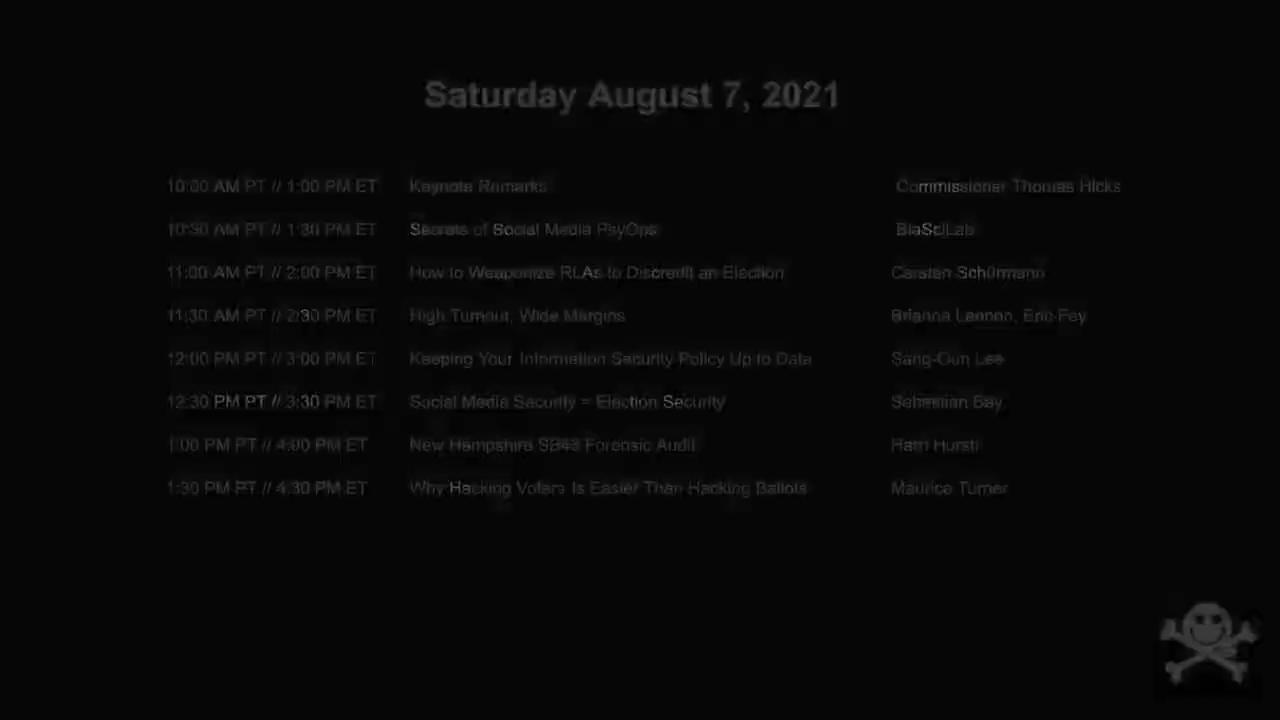 Saturday August 7, 2021
10:00 AM PT // 1:00 PM ET Keynote Remarks Commissioner Thomas Hicks
10:30 AM PT // 1:30 PM ET Secrets of Social Media PsyOps BiaSciLab
11:00 AM PT // 2:00 PM ET How to Weaponize RLAs to Discredit an Election Carsten Schürmann
11:30 AM PT // 2:30 PM ET High Turnout, Wide Margins Brianna Lennon, Eric Fey
12:00 PM PT // 3:00 PM ET Keeping Your Information Security Policy Up to Date Sang-Oun Lee
12:30 PM PT // 3:30 PM ET Social Media Security = Election Security Sebastian Bay
1:00 PM PT // 4:00 PM ET New Hampshire SB43 Forensic Audit Harri Hursti
1:30 PM PT // 4:30 PM ET Why Hacking Voters Is Easier Than Hacking Ballots Maurice Turner